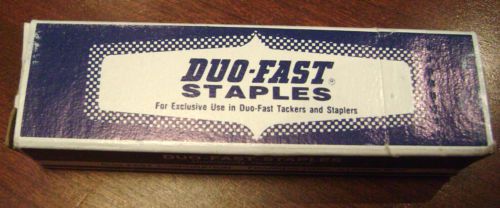 DUO-FAST®
STAPLES
For Exclusive Use in Duo-Fast Tackers and Staplers
DUO-FAST STAPLES